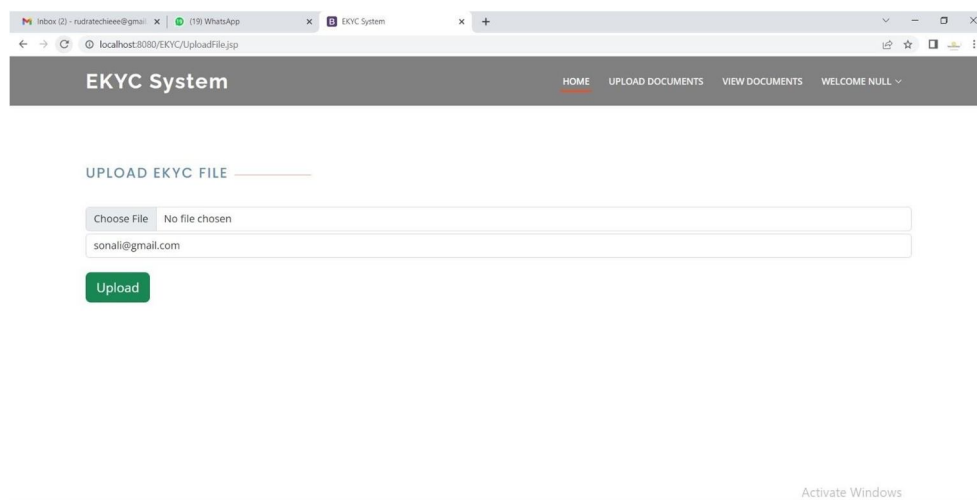 Inbox (2) - rudratechieee@gmail
(19) WhatsApp
EKYC System
localhost:8080/EKYC/UploadFile.jsp
EKYC System
HOME
UPLOAD DOCUMENTS
VIEW DOCUMENTS
WELCOME NULL
UPLOAD EKYC FILE
Choose File No file chosen
sonali@gmail.com
Upload
Activate Windows